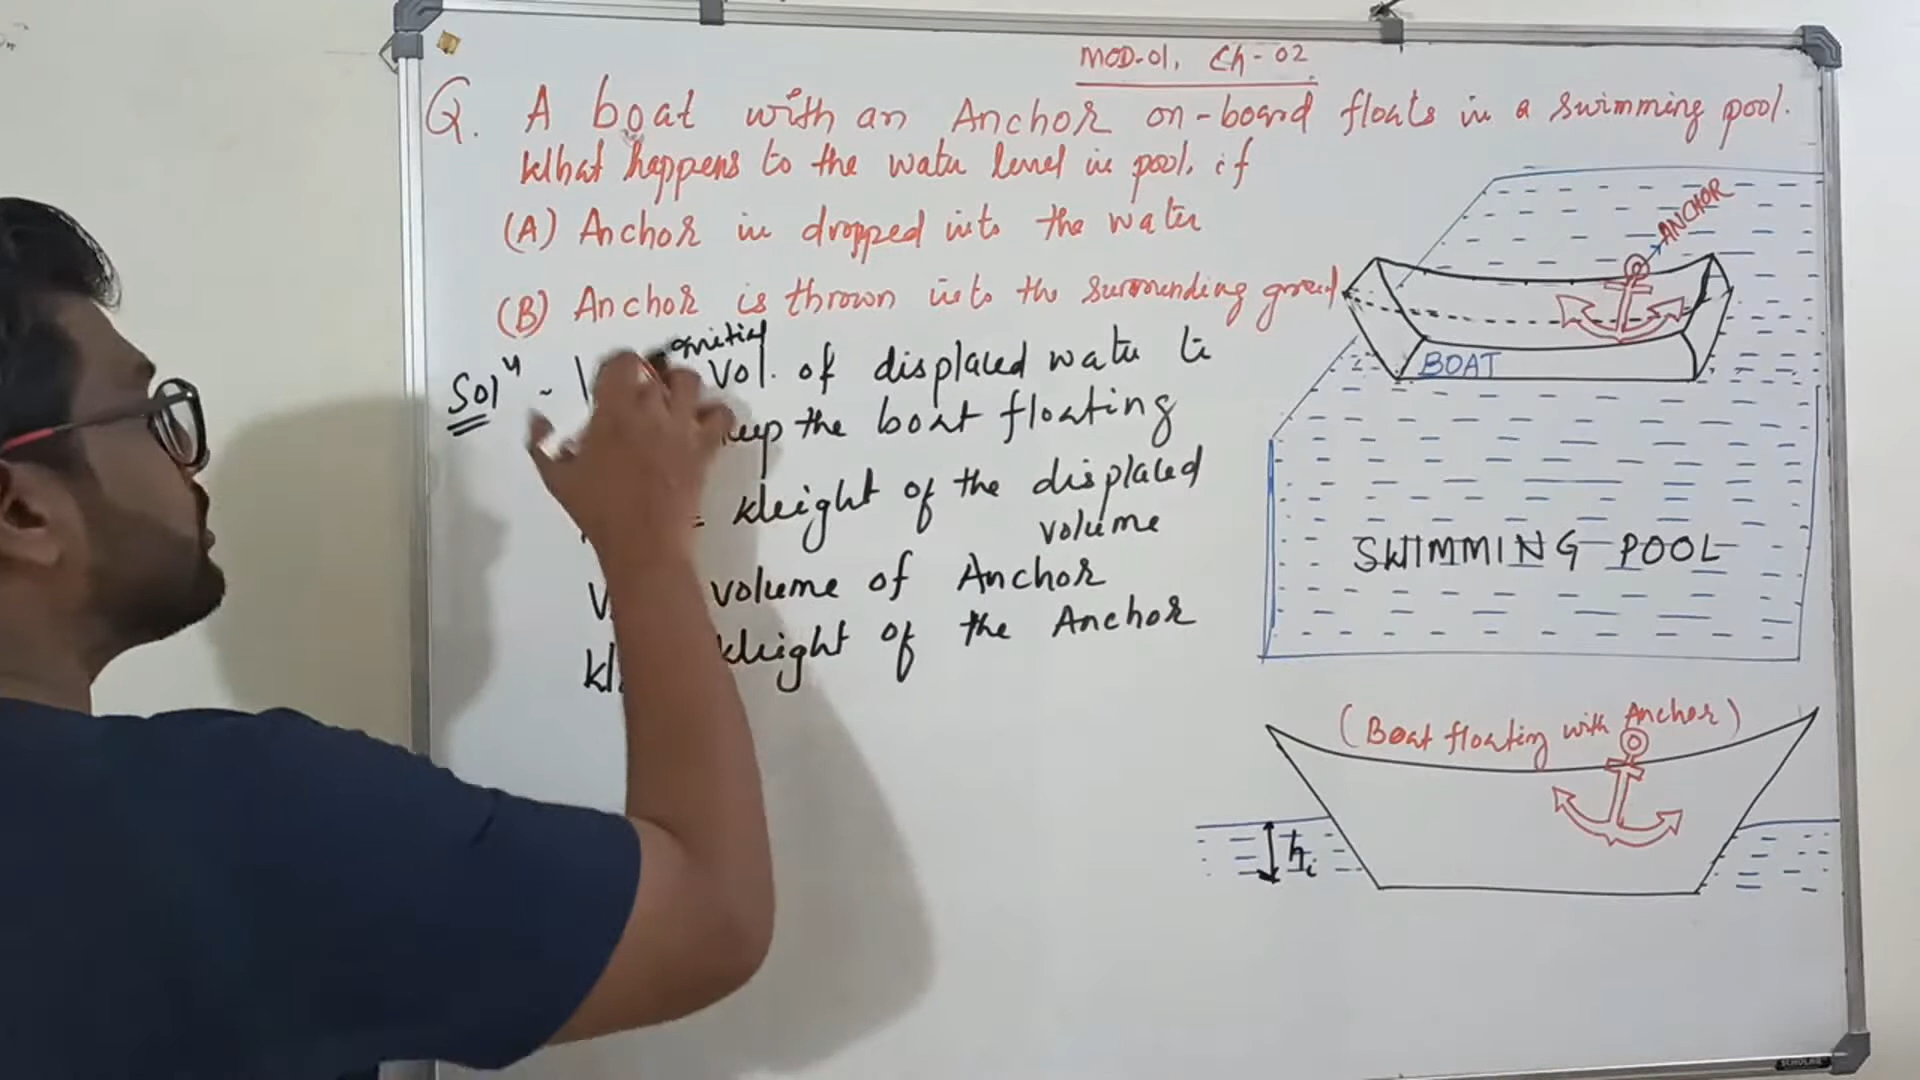 MOD-01, Ch-02
Q. A boat with an Anchor on-board floats in a swimming pool.
What happens to the water level in pool, if
(A) Anchor in dropped into the water
(B) Anchor is thrown into the surrounding ground
Solⁿ - initial Vol. of displaced water to
keep the boat floating
= Weight of the displaced
volume
V volume of Anchor
W Weight of the Anchor
ANCHOR
BOAT
SWIMMING POOL
(Boat floating with Anchor)
hi